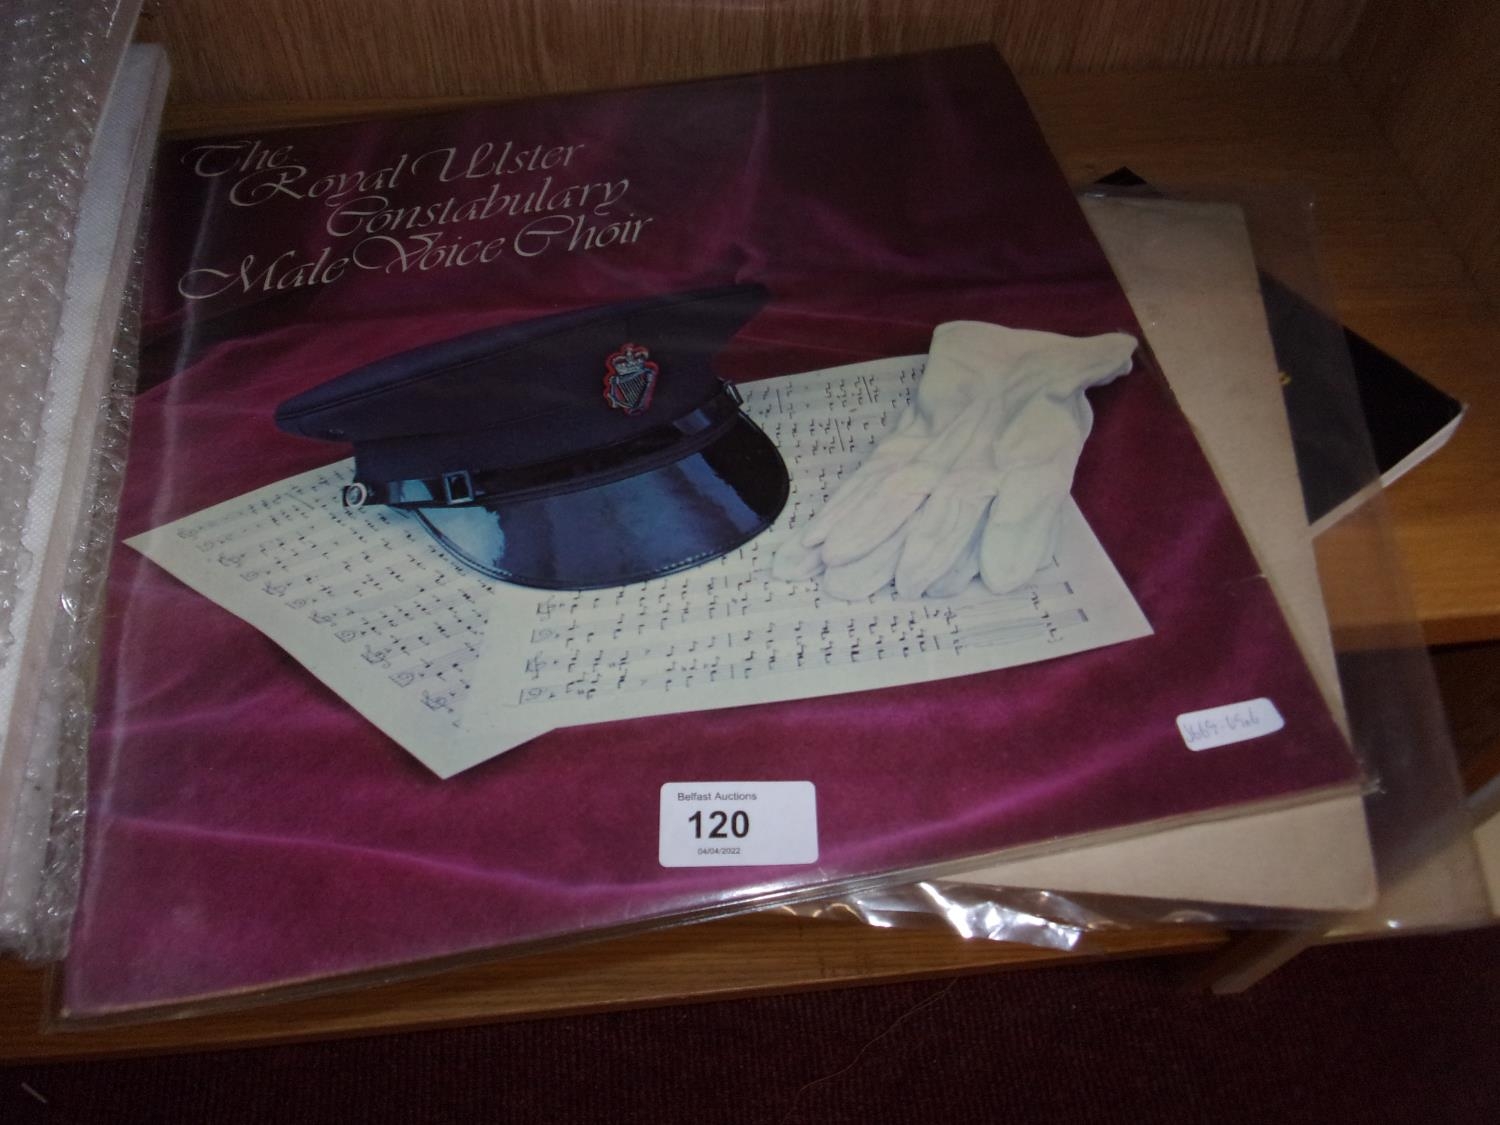 The
Royal Ulster
Constabulary
Male Voice Choir
Belfast Auctions
120
04/04/2022